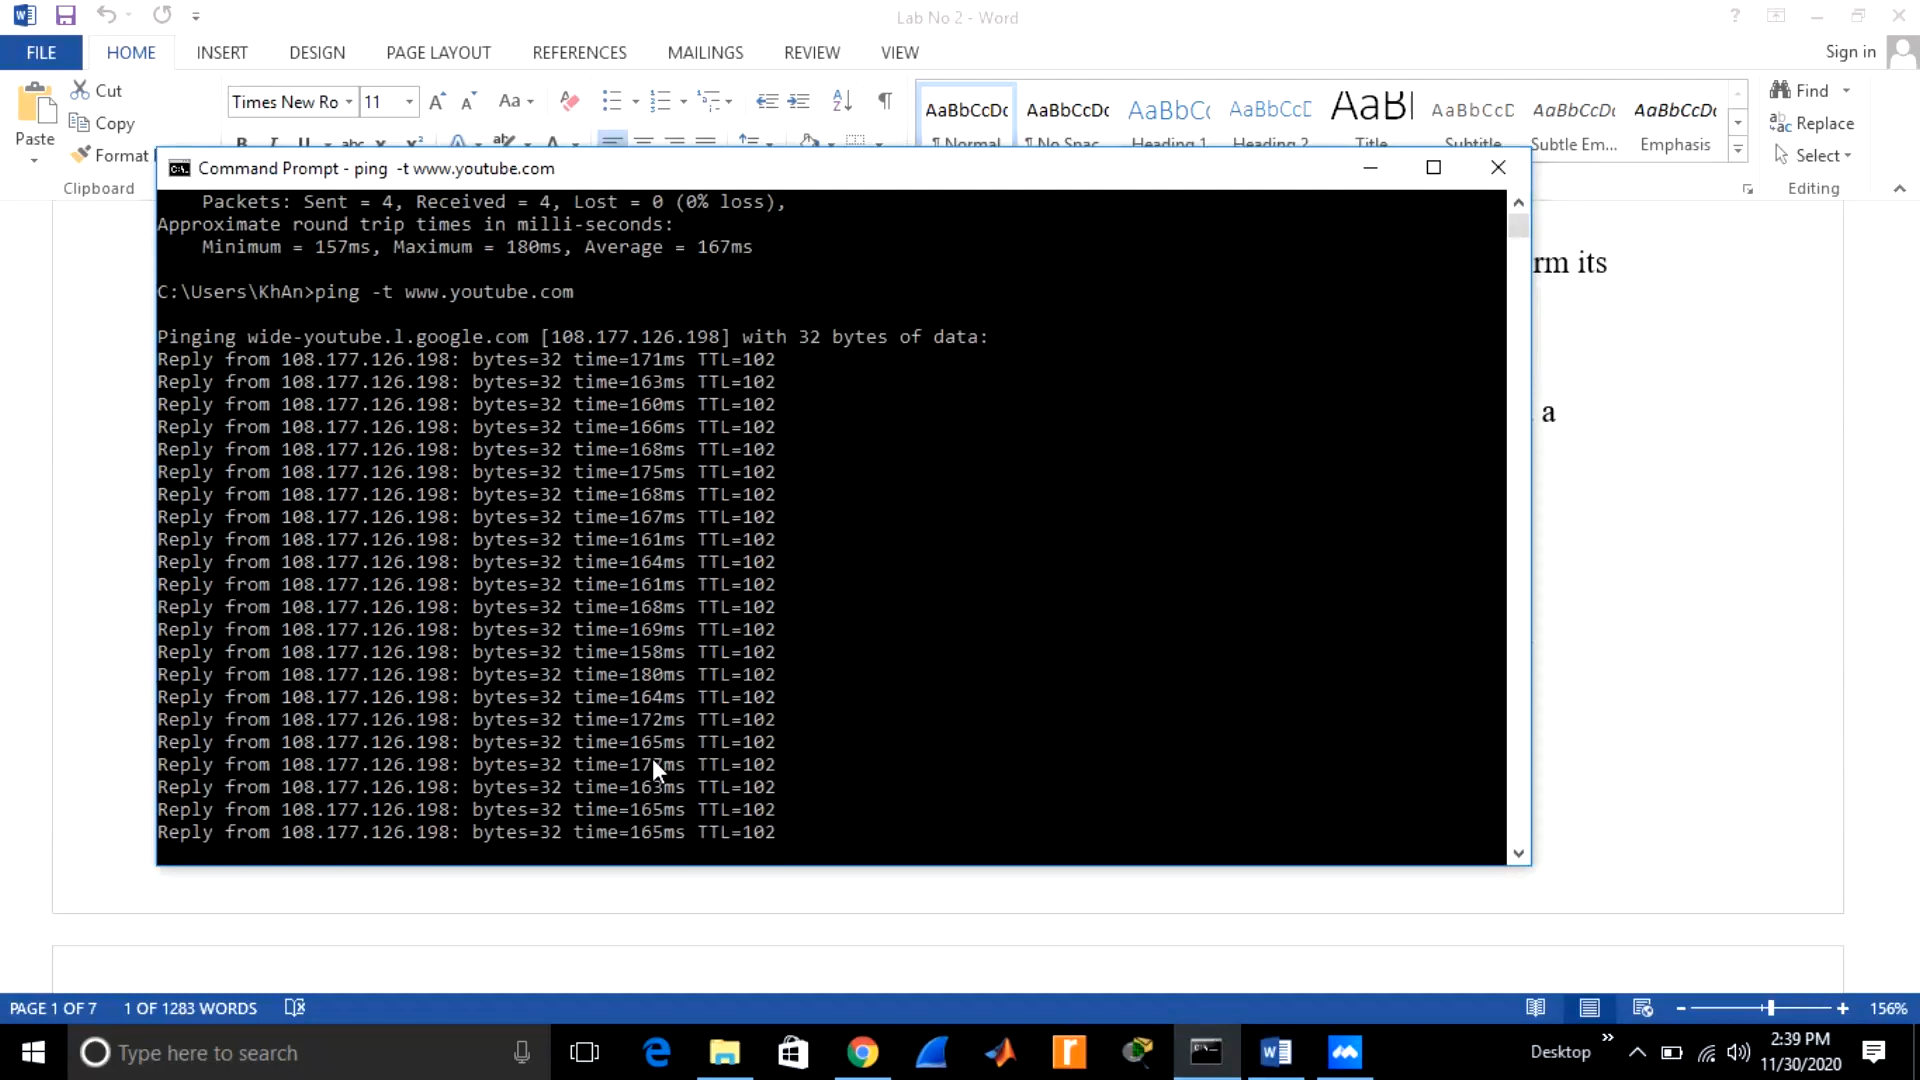 Lab No 2 - Word
FILE HOME INSERT DESIGN PAGE LAYOUT REFERENCES MAILINGS REVIEW VIEW Sign in
Paste
Cut
Copy
Format
Clipboard
Times New Ro 11
AaBbCcDc AaBbCcDc AaBbC AaBbCcD AaB AaBbCcD AaBbCcDc AaBbCcDc
¶ Normal ¶ No Spac... Heading 1 Heading 2 Title Subtitle Subtle Em... Emphasis
Find
Replace
Select
Editing
Command Prompt - ping  -t www.youtube.com
Packets: Sent = 4, Received = 4, Lost = 0 (0% loss),
Approximate round trip times in milli-seconds:
Minimum = 157ms, Maximum = 180ms, Average = 167ms
C:\Users\KhAn>ping -t www.youtube.com
Pinging wide-youtube.l.google.com [108.177.126.198] with 32 bytes of data:
Reply from 108.177.126.198: bytes=32 time=171ms TTL=102
Reply from 108.177.126.198: bytes=32 time=163ms TTL=102
Reply from 108.177.126.198: bytes=32 time=160ms TTL=102
Reply from 108.177.126.198: bytes=32 time=166ms TTL=102
Reply from 108.177.126.198: bytes=32 time=168ms TTL=102
Reply from 108.177.126.198: bytes=32 time=175ms TTL=102
Reply from 108.177.126.198: bytes=32 time=168ms TTL=102
Reply from 108.177.126.198: bytes=32 time=167ms TTL=102
Reply from 108.177.126.198: bytes=32 time=161ms TTL=102
Reply from 108.177.126.198: bytes=32 time=164ms TTL=102
Reply from 108.177.126.198: bytes=32 time=161ms TTL=102
Reply from 108.177.126.198: bytes=32 time=168ms TTL=102
Reply from 108.177.126.198: bytes=32 time=169ms TTL=102
Reply from 108.177.126.198: bytes=32 time=158ms TTL=102
Reply from 108.177.126.198: bytes=32 time=180ms TTL=102
Reply from 108.177.126.198: bytes=32 time=164ms TTL=102
Reply from 108.177.126.198: bytes=32 time=172ms TTL=102
Reply from 108.177.126.198: bytes=32 time=165ms TTL=102
Reply from 108.177.126.198: bytes=32 TTL=102
Reply from 108.177.126.198: bytes=32 time=163ms TTL=102
Reply from 108.177.126.198: bytes=32 time=165ms TTL=102
Reply from 108.177.126.198: bytes=32 time=165ms TTL=102
rm its
a
PAGE 1 OF 7 1 OF 1283 WORDS 156%
Type here to search
Desktop
2:39 PM
11/30/2020